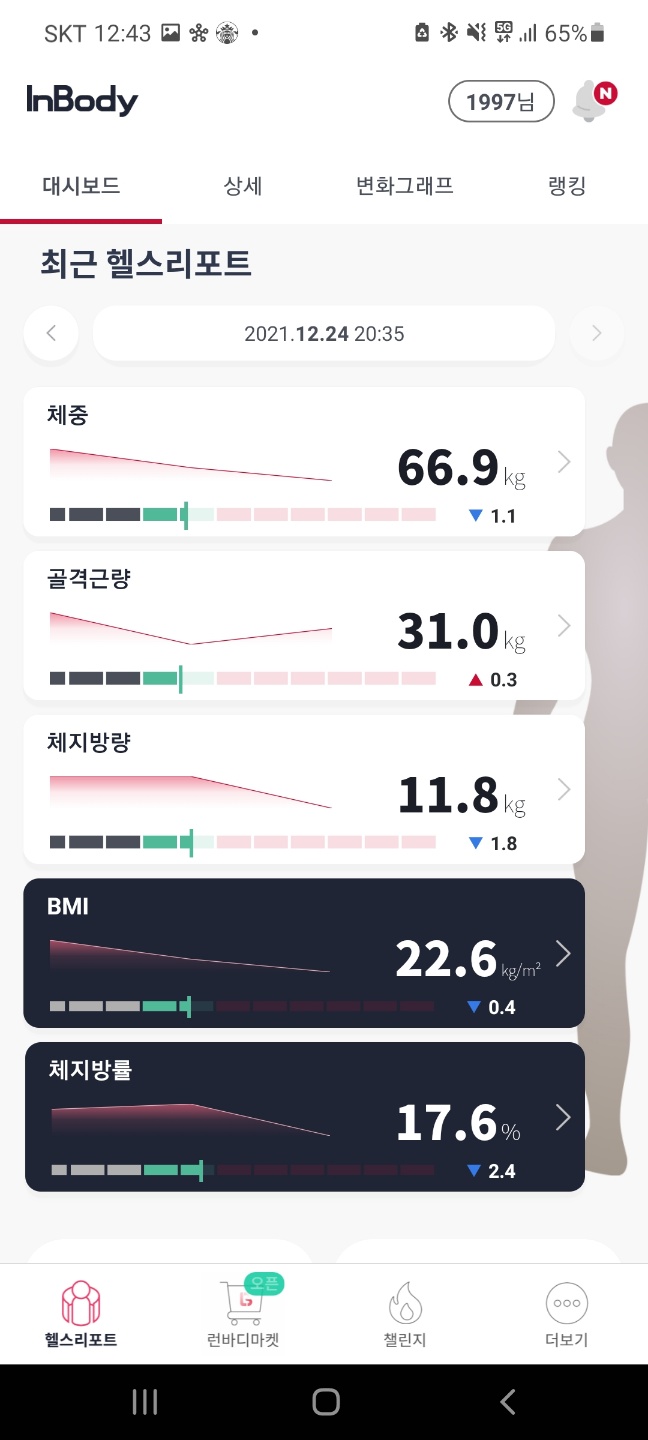 SKT 12:43
5G
65%
InBody
1997님
N
대시보드 상세 변화그래프 랭킹
최근 헬스리포트
2021.12.24 20:35
체중
66.9 kg
▼ 1.1
골격근량
31.0 kg
▲ 0.3
체지방량
11.8 kg
▼ 1.8
BMI
22.6 kg/m²
▼ 0.4
체지방률
17.6 %
▼ 2.4
오픈
헬스리포트 런바디마켓 챌린지 더보기